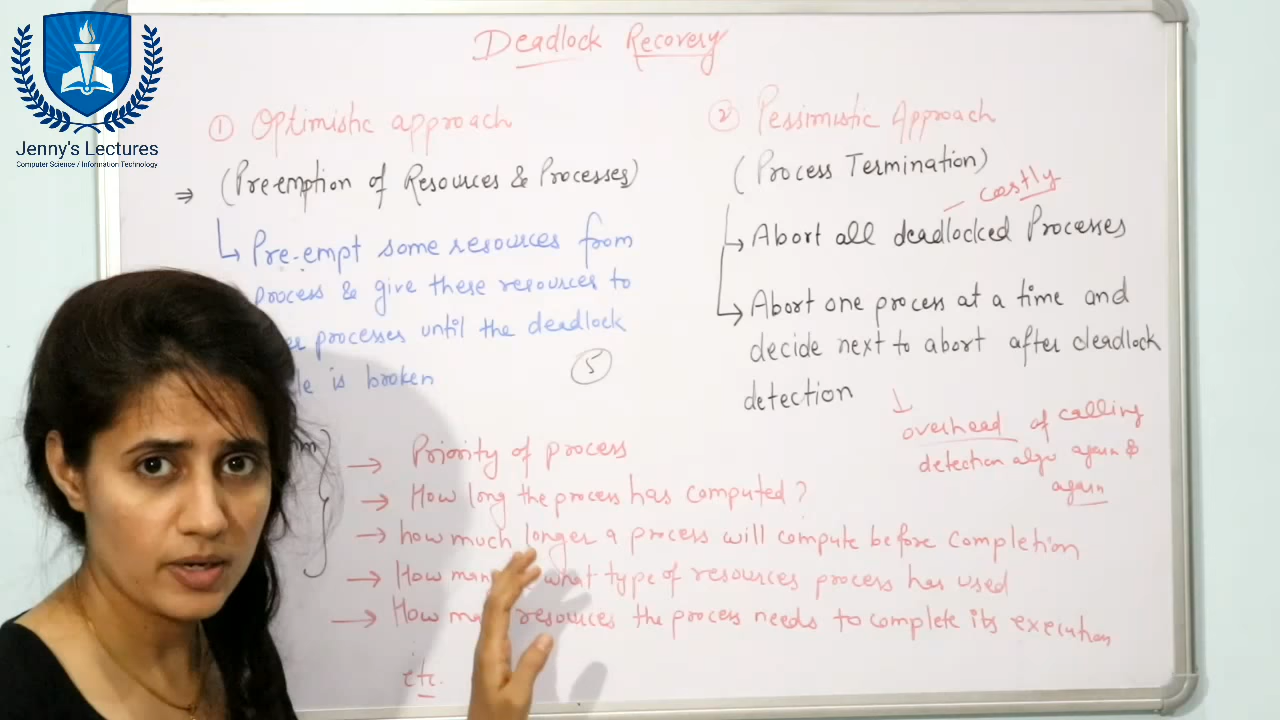 Jenny's Lectures
Computer Science / Information Technology
Deadlock Recovery
① Optimistic approach
⇒ (Preemption of Resources & Processes)
Pre-empt some resources from
process & give these resources to
processes until the deadlock
is broken
5
② Pessimistic Approach
(Process Termination)
costly
Abort all deadlocked Processes
Abort one process at a time and
decide next to abort after deadlock
detection
overhead of calling
detection algo again &
again
→ Priority of process
→ How long the process has computed?
→ how much longer a process will compute before completion
→ How what type of resources process has used
→ How resources the process needs to complete its execution
etc.